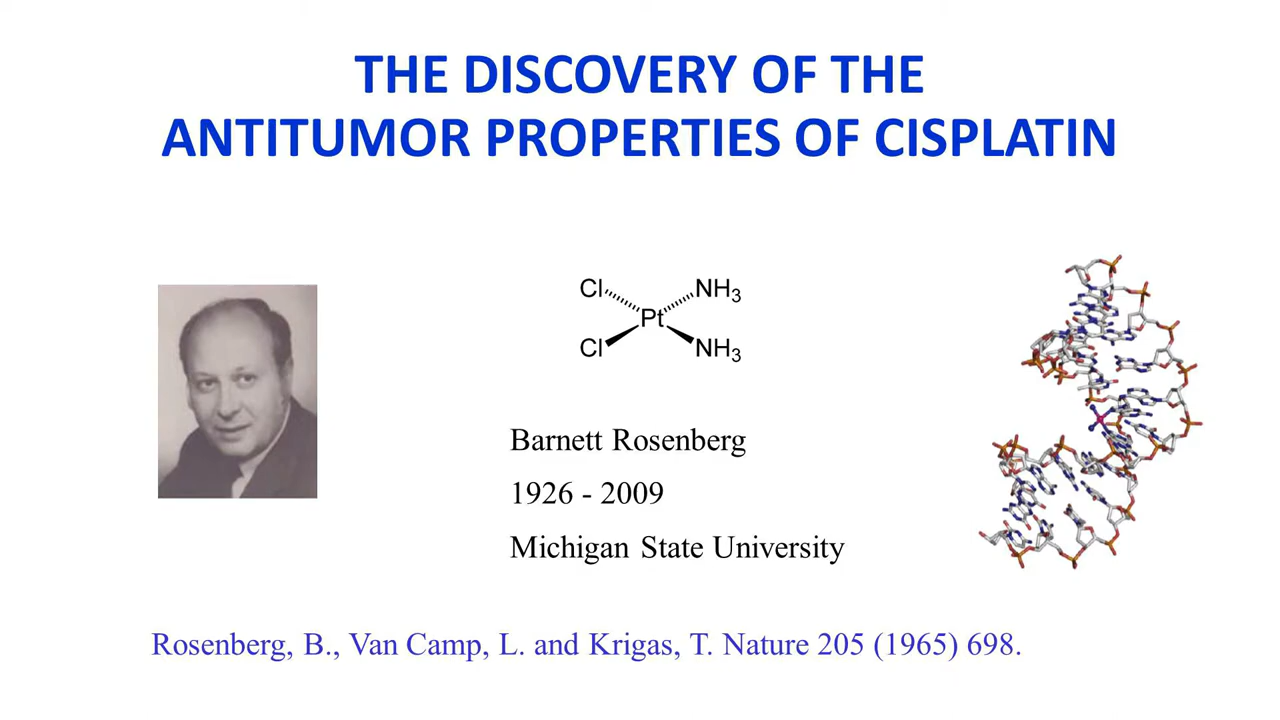 THE DISCOVERY OF THE
ANTITUMOR PROPERTIES OF CISPLATIN
Cl NH3
Pt
Cl NH3
Barnett Rosenberg
1926 - 2009
Michigan State University
Rosenberg, B., Van Camp, L. and Krigas, T. Nature 205 (1965) 698.